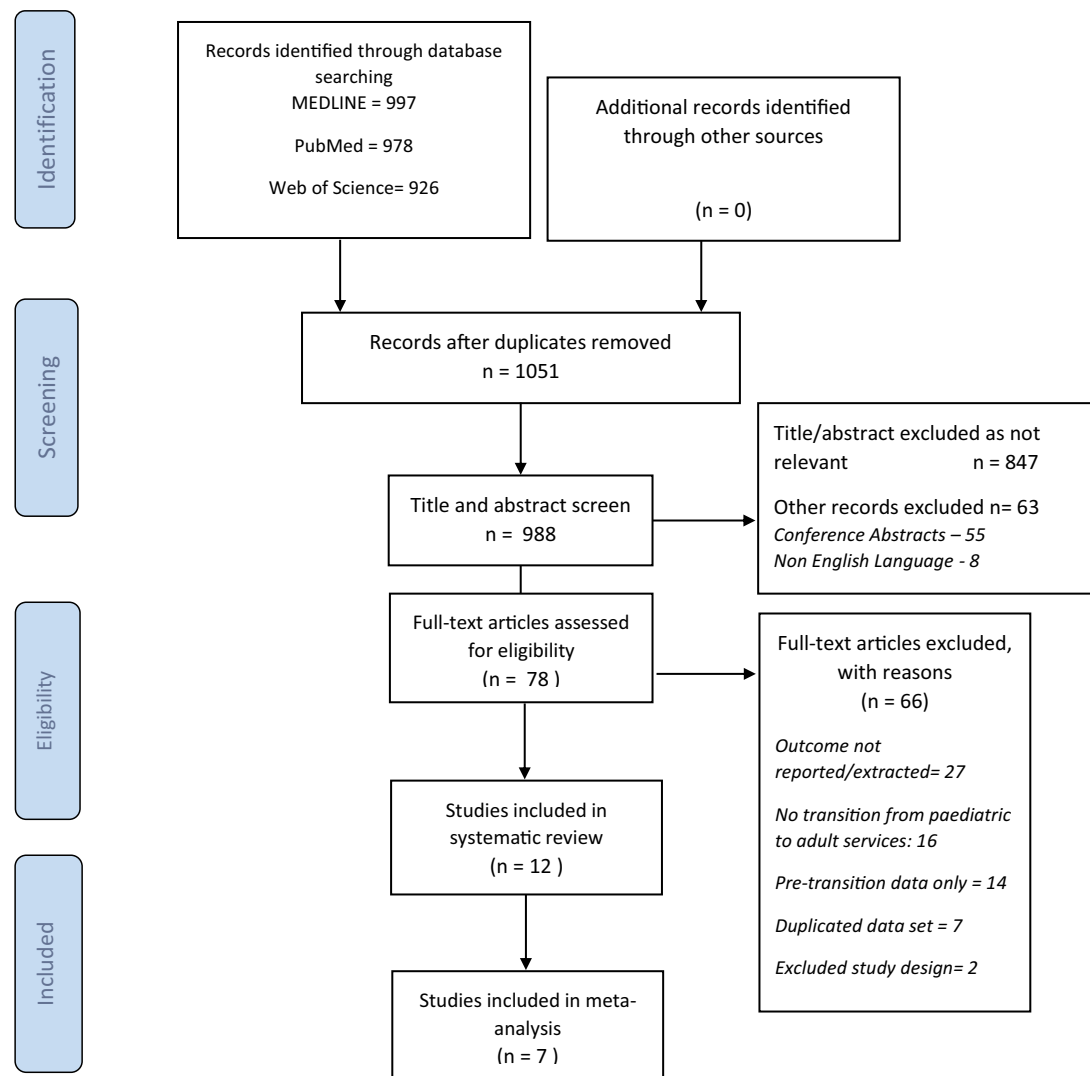 Identification
Records identified through database
searching
MEDLINE = 997
PubMed = 978
Web of Science= 926
Additional records identified
through other sources
(n = 0)
Screening
Records after duplicates removed
n = 1051
Title and abstract screen
n = 988
Title/abstract excluded as not
relevant n = 847
Other records excluded n= 63
Conference Abstracts – 55
Non English Language - 8
Eligibility
Full-text articles assessed
for eligibility
(n = 78 )
Full-text articles excluded,
with reasons
(n = 66)
Outcome not
reported/extracted= 27
No transition from paediatric
to adult services: 16
Pre-transition data only = 14
Duplicated data set = 7
Excluded study design= 2
Studies included in
systematic review
(n = 12 )
Included
Studies included in meta-
analysis
(n = 7 )